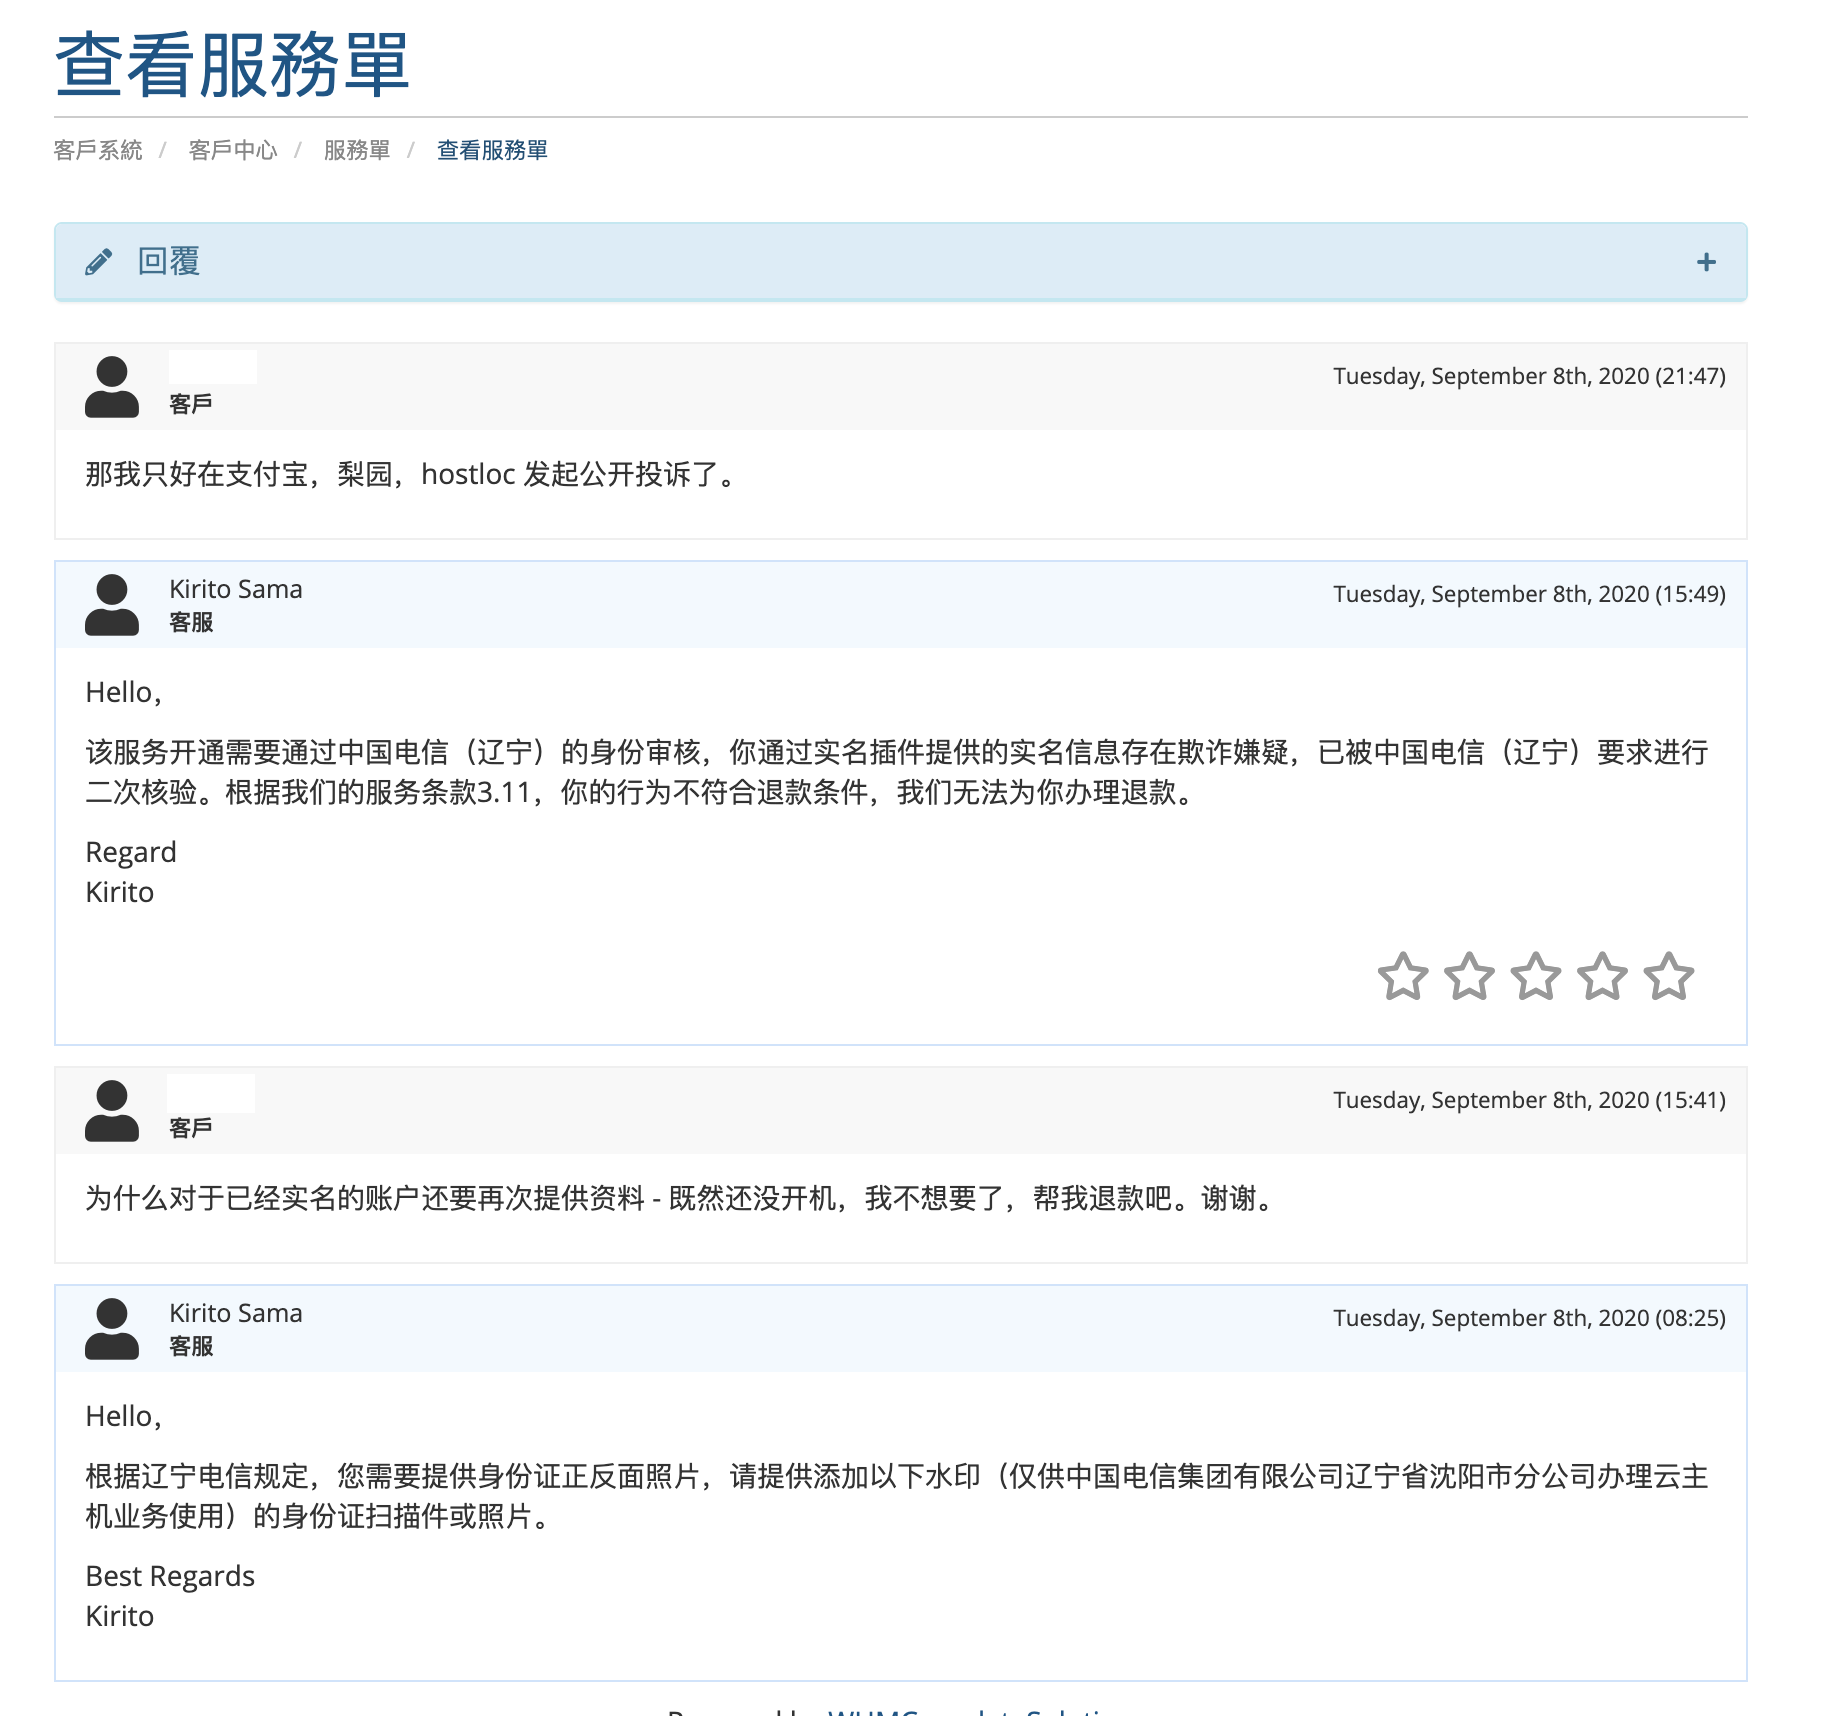 查看服務單
客戶系統 / 客戶中心 / 服務單 / 查看服務單
回覆 +
Tuesday, September 8th, 2020 (21:47)
客戶
那我只好在支付宝，梨园，hostloc 发起公开投诉了。
Kirito Sama
Tuesday, September 8th, 2020 (15:49)
客服
Hello，
该服务开通需要通过中国电信（辽宁）的身份审核，你通过实名插件提供的实名信息存在欺诈嫌疑，已被中国电信（辽宁）要求进行
二次核验。根据我们的服务条款3.11，你的行为不符合退款条件，我们无法为你办理退款。
Regard
Kirito
Tuesday, September 8th, 2020 (15:41)
客戶
为什么对于已经实名的账户还要再次提供资料 - 既然还没开机，我不想要了，帮我退款吧。谢谢。
Kirito Sama
Tuesday, September 8th, 2020 (08:25)
客服
Hello，
根据辽宁电信规定，您需要提供身份证正反面照片，请提供添加以下水印（仅供中国电信集团有限公司辽宁省沈阳市分公司办理云主
机业务使用）的身份证扫描件或照片。
Best Regards
Kirito